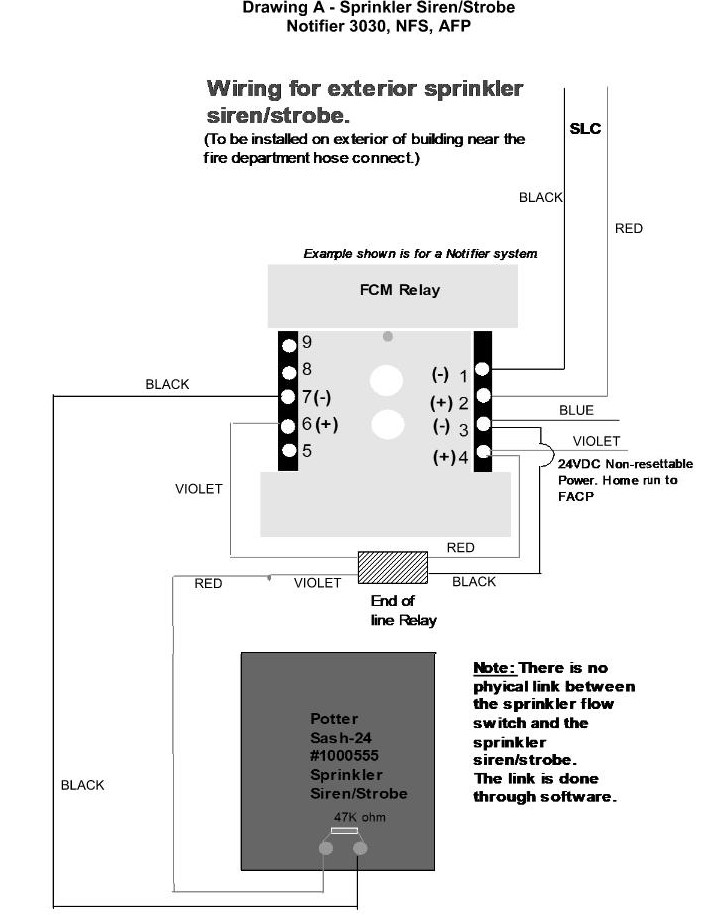 Drawing A - Sprinkler Siren/Strobe
Notifier 3030, NFS, AFP
Wiring for exterior sprinkler
siren/strobe.
(To be installed on exterior of building near the
fire department hose connect.)
SLC
BLACK
RED
Example shown is for a Notifier system
FCM Relay
9
8
7(-)
6(+)
5
(-) 1
(+) 2
(-) 3
(+)4
BLACK
BLUE
VIOLET
24VDC Non-resettable
Power. Home run to
FACP
VIOLET
RED
RED
VIOLET
BLACK
End of
line Relay
Potter
Sash-24
#1000555
Sprinkler
Siren/Strobe
47K ohm
BLACK
Note: There is no
phyical link between
the sprinkler flow
switch and the
sprinkler
siren/strobe.
The link is done
through software.